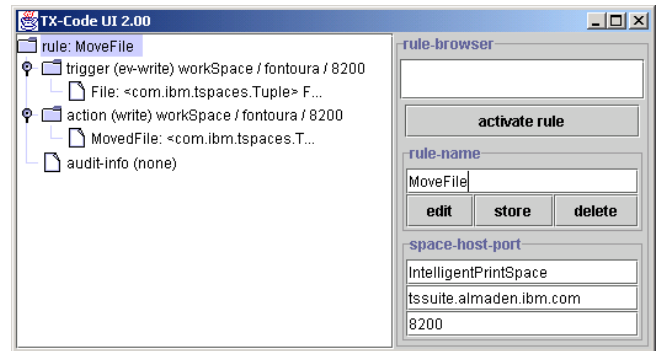 TX-Code UI 2.00
rule: MoveFile
trigger (ev-write) workSpace / fontoura / 8200
File: <com.ibm.tspaces.Tuple> F...
action (write) workSpace / fontoura / 8200
MovedFile: <com.ibm.tspaces.T...
audit-info (none)
rule-browser
activate rule
rule-name
MoveFile
edit store delete
space-host-port
IntelligentPrintSpace
tssuite.almaden.ibm.com
8200